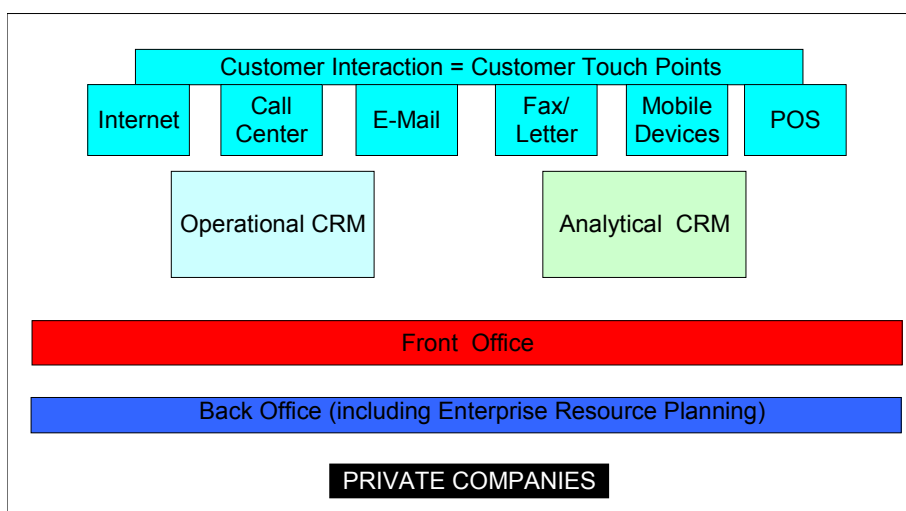 Customer Interaction = Customer Touch Points
Internet
Call
Center
E-Mail
Fax/
Letter
Mobile
Devices
POS
Operational CRM
Analytical CRM
Front Office
Back Office (including Enterprise Resource Planning)
PRIVATE COMPANIES